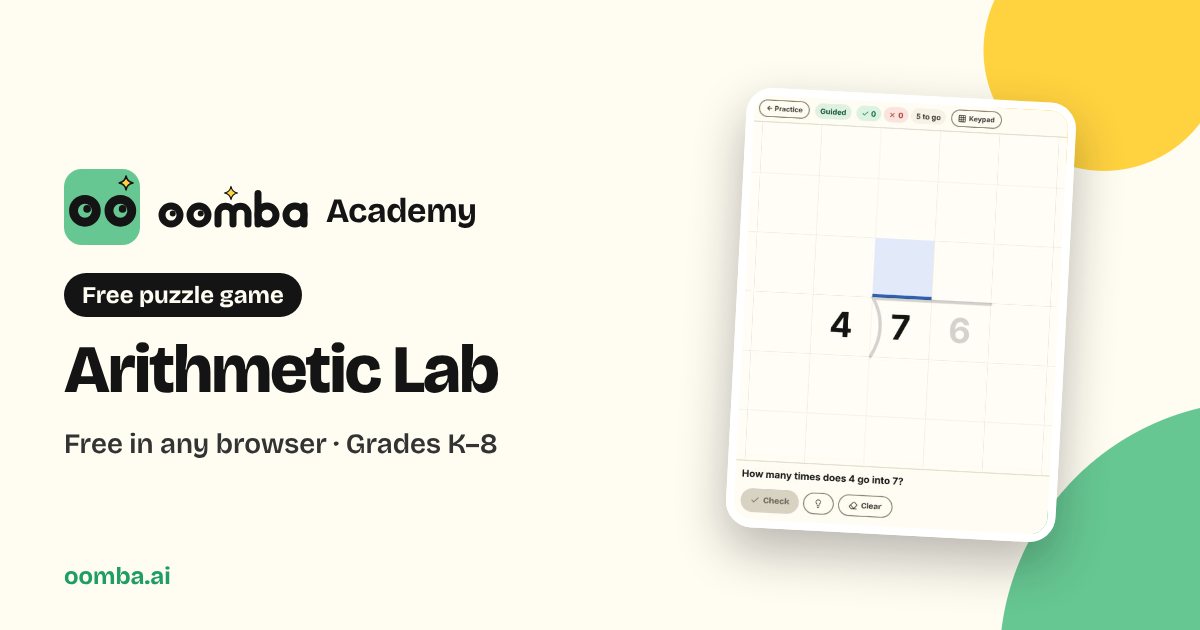 oomba Academy
Free puzzle game
Arithmetic Lab
Free in any browser · Grades K–8
oomba.ai
← Practice Guided ✓ 0 ✕ 0 5 to go Keypad
4 7 6
How many times does 4 go into 7?
✓ Check Clear